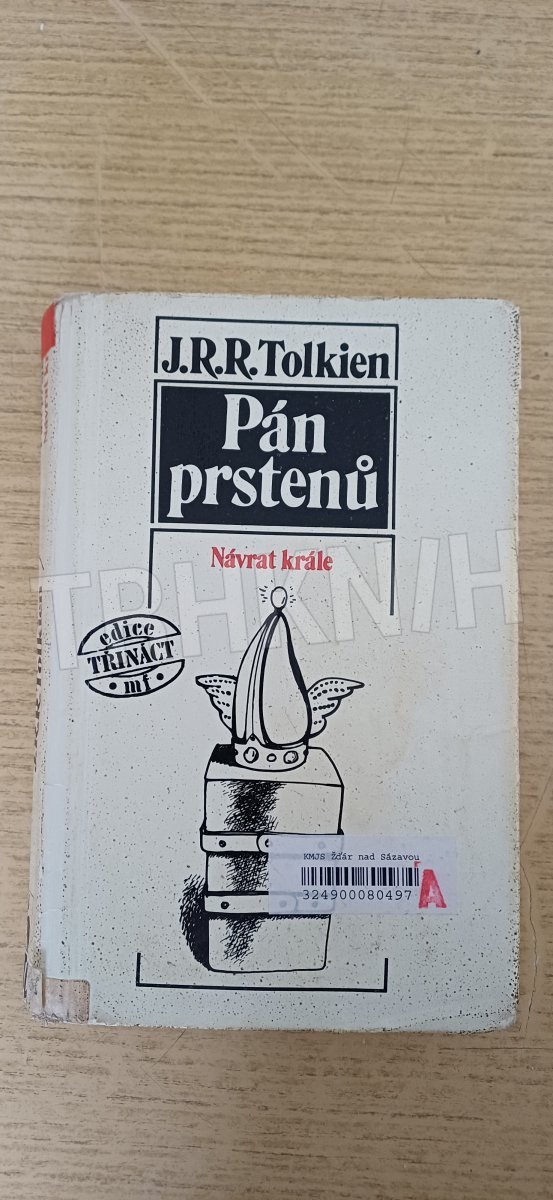 J.R.R.Tolkien
Pán
prstenů
Návrat krále
TRHKNIH
edice
TŘINÁCT
mf
KMJS Žďár nad Sázavou
324900080497
A